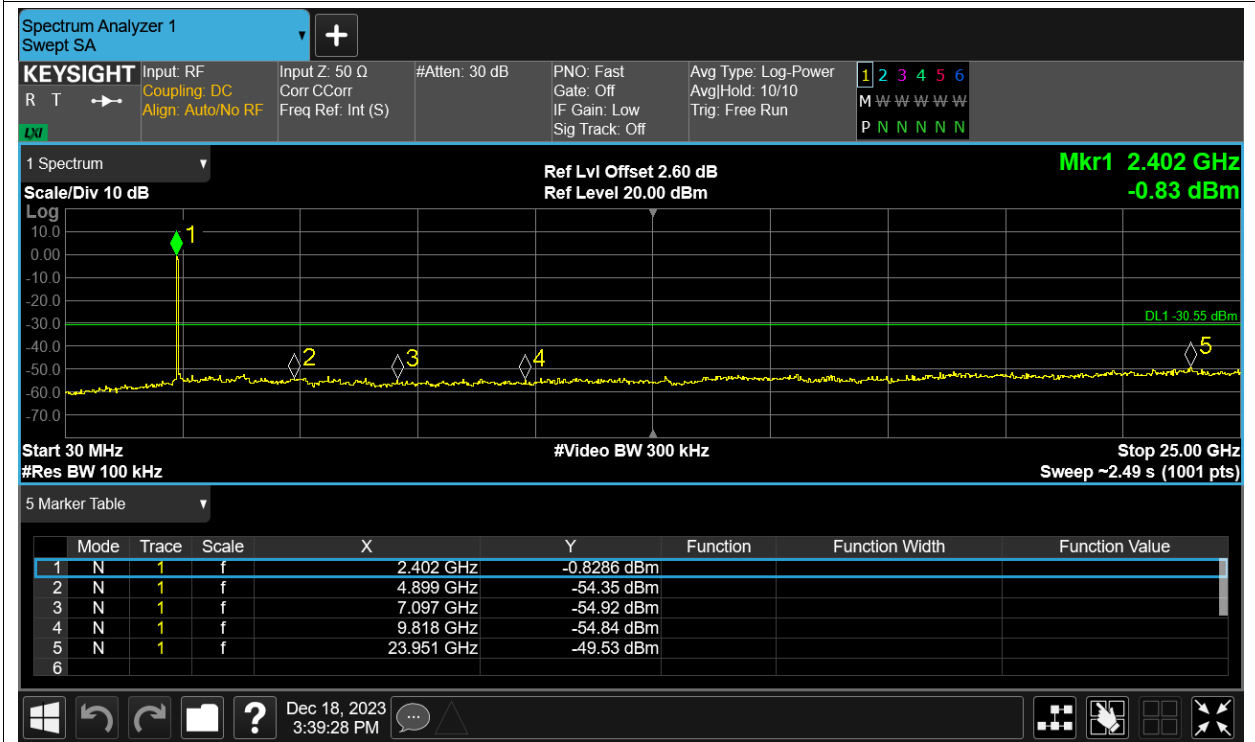 Spectrum Analyzer 1
Swept SA
KEYSIGHT
R T
LXI
Input: RF
Coupling: DC
Align: Auto/No RF
Input Z: 50 Ω
Corr CCorr
Freq Ref: Int (S)
#Atten: 30 dB
PNO: Fast
Gate: Off
IF Gain: Low
Sig Track: Off
Avg Type: Log-Power
Avg|Hold: 10/10
Trig: Free Run
1 2 3 4 5 6
M W W W W W
P N N N N N
1 Spectrum
Scale/Div 10 dB
Ref Lvl Offset 2.60 dB
Ref Level 20.00 dBm
Mkr1 2.402 GHz
-0.83 dBm
Log
10.0
0.00
-10.0
-20.0
-30.0
-40.0
-50.0
-60.0
-70.0
1
2
3
4
5
DL1 -30.55 dBm
Start 30 MHz
#Res BW 100 kHz
#Video BW 300 kHz
Stop 25.00 GHz
Sweep ~2.49 s (1001 pts)
5 Marker Table
Mode Trace Scale X Y Function Function Width Function Value
1 N 1 f 2.402 GHz -0.8286 dBm
2 N 1 f 4.899 GHz -54.35 dBm
3 N 1 f 7.097 GHz -54.92 dBm
4 N 1 f 9.818 GHz -54.84 dBm
5 N 1 f 23.951 GHz -49.53 dBm
6
?
Dec 18, 2023
3:39:28 PM